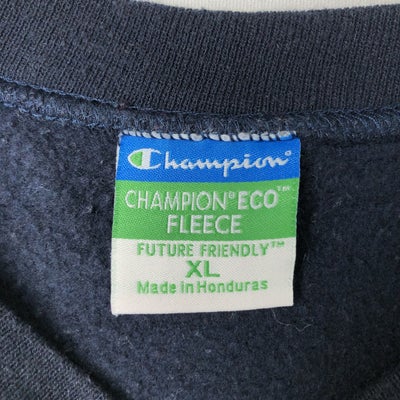 Champion
CHAMPION® ECO™
FLEECE
FUTURE FRIENDLY™
XL
Made in Honduras